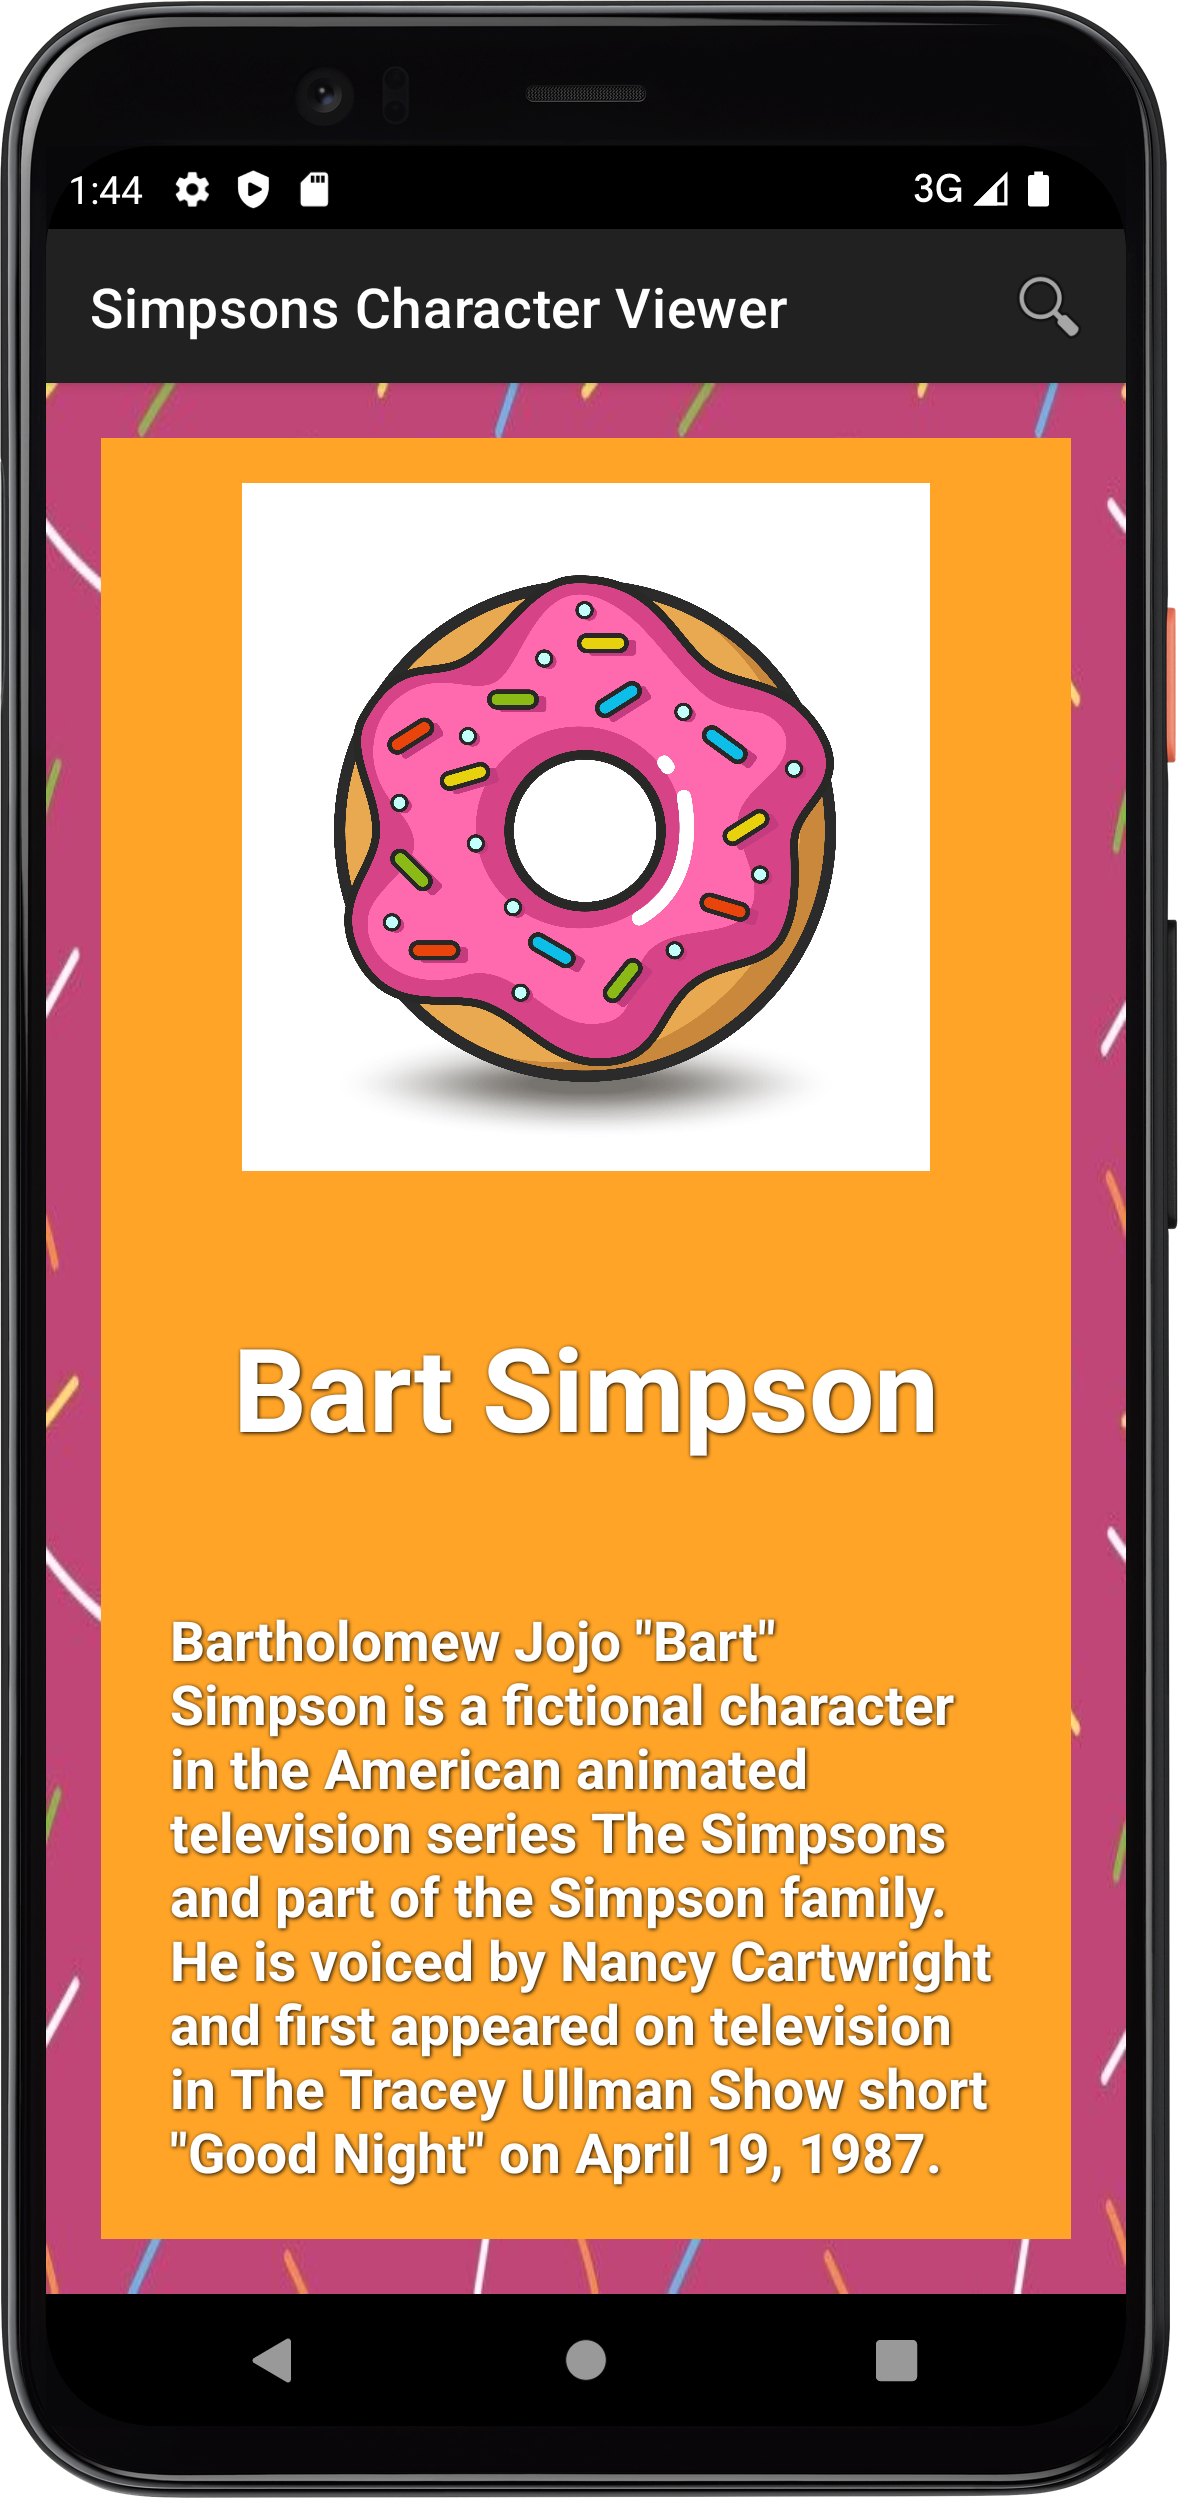 1:44
3G
Simpsons Character Viewer
Bart Simpson
Bartholomew Jojo "Bart"
Simpson is a fictional character
in the American animated
television series The Simpsons
and part of the Simpson family.
He is voiced by Nancy Cartwright
and first appeared on television
in The Tracey Ullman Show short
"Good Night" on April 19, 1987.